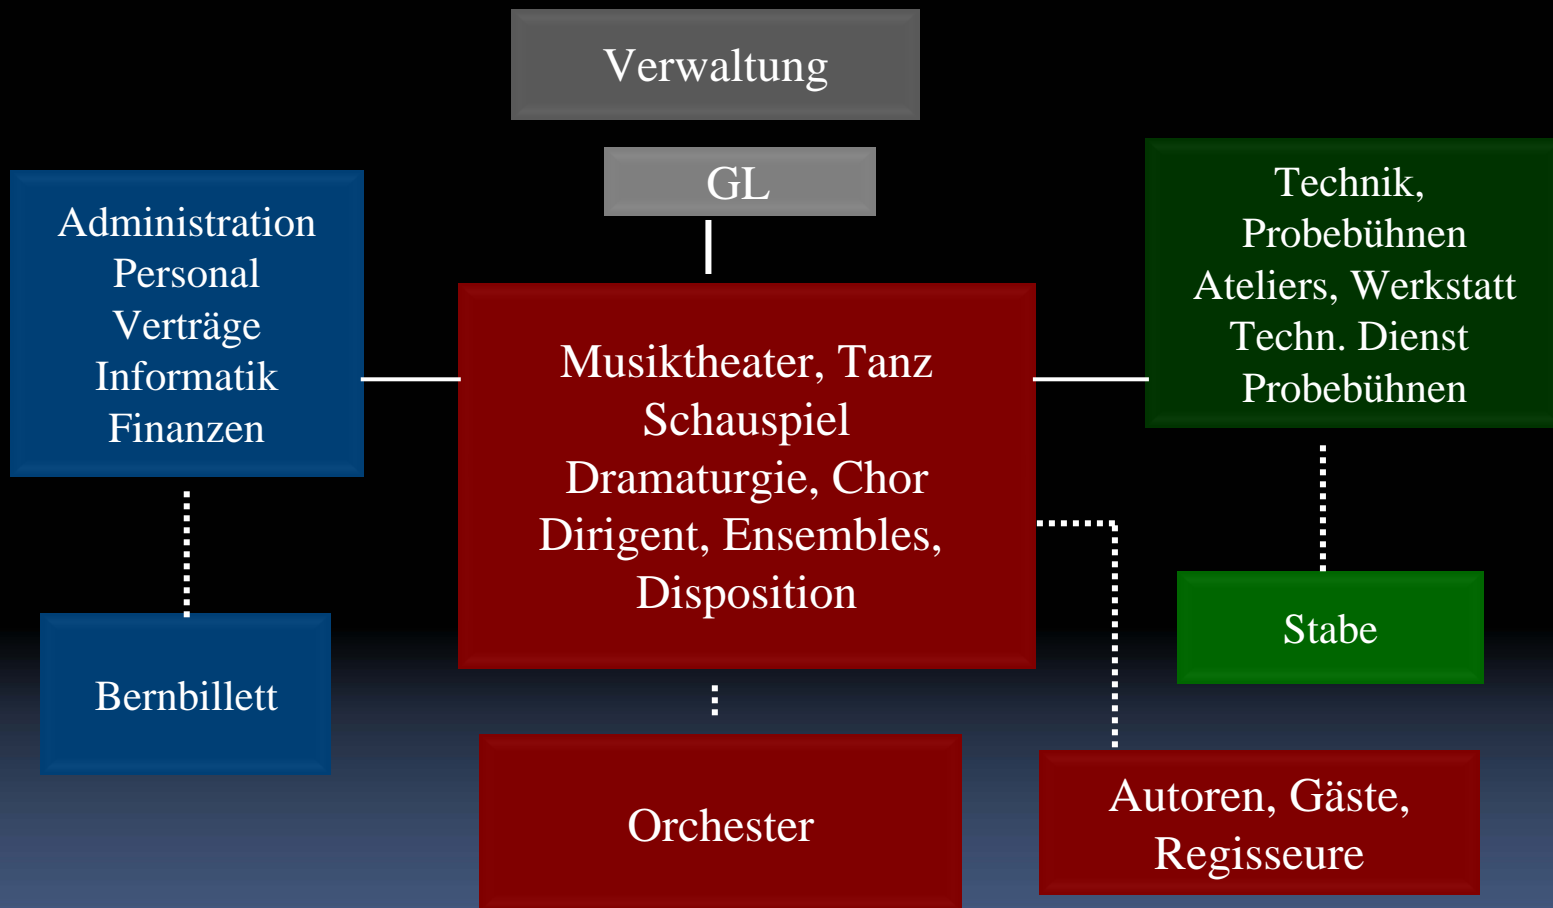 Verwaltung
GL
Administration
Personal
Verträge
Informatik
Finanzen
Musiktheater, Tanz
Schauspiel
Dramaturgie, Chor
Dirigent, Ensembles,
Disposition
Technik,
Probebühnen
Ateliers, Werkstatt
Techn. Dienst
Probebühnen
Bernbillett
Orchester
Stabe
Autoren, Gäste,
Regisseure